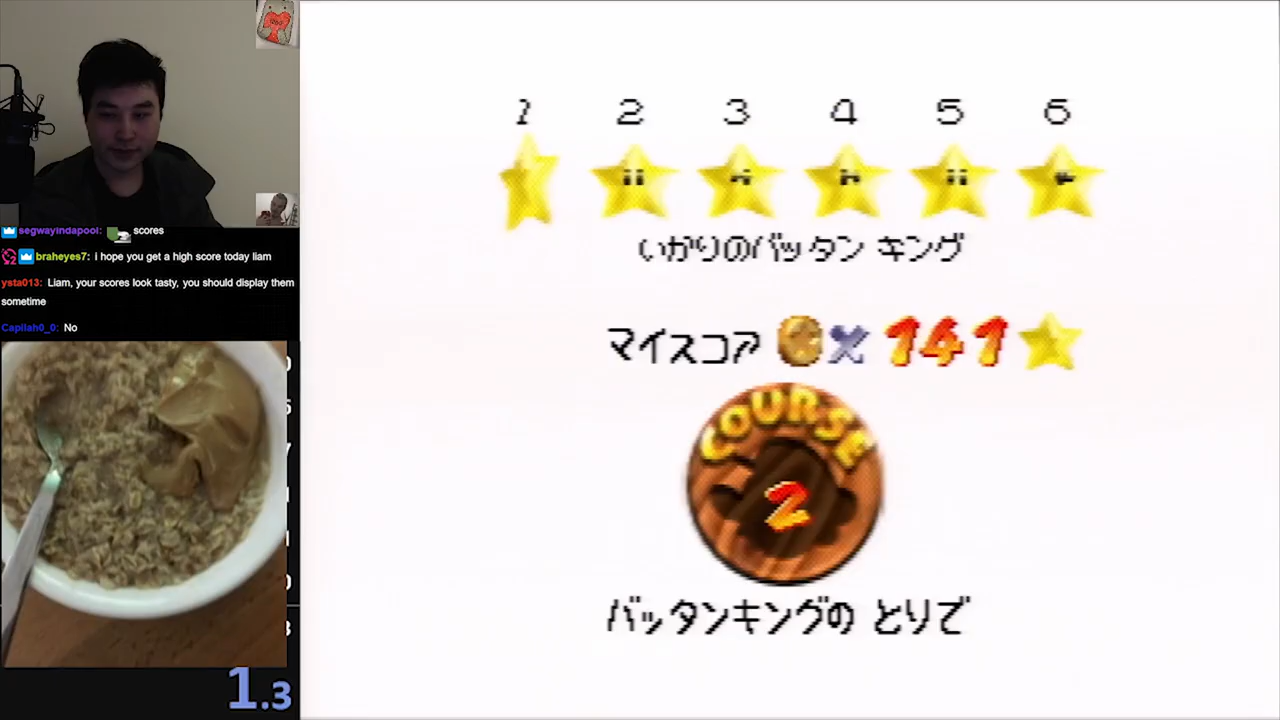 segwayindapool: scores
braheyes7: i hope you get a high score today liam
ysta013: Liam, your scores look tasty, you should display them
sometime
Capilah0_0: No
1.3
1 2 3 4 5 6
いかりのバッタン キング
マイスコア × 141
COURSE
2
バッタンキングの とりで